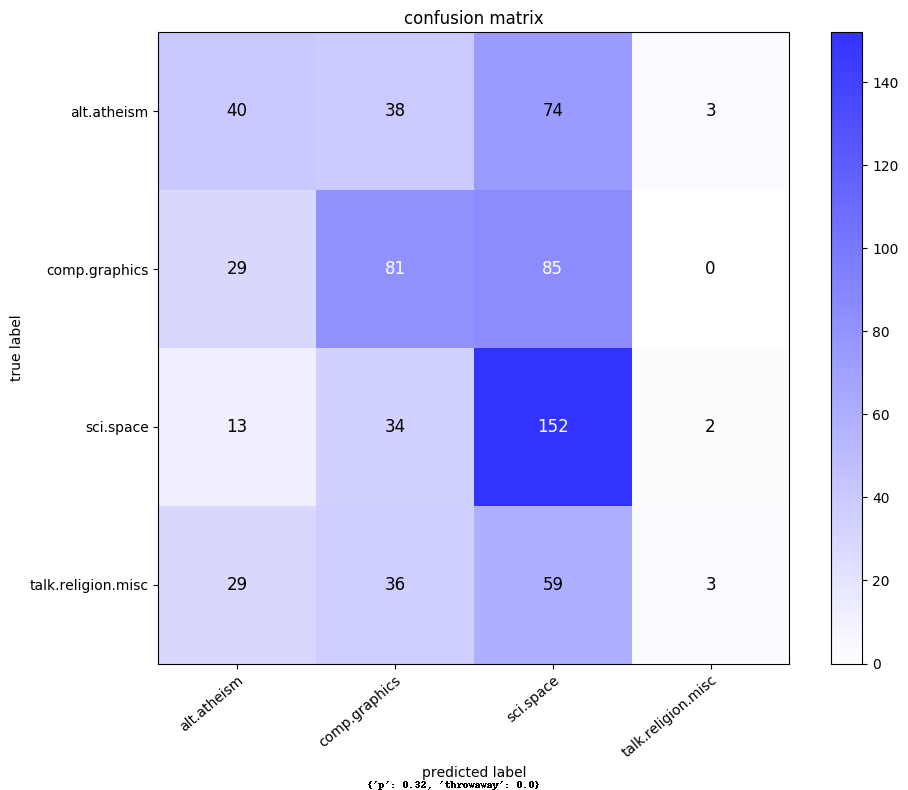 confusion matrix
alt.atheism 40 38 74 3
comp.graphics 29 81 85 0
sci.space 13 34 152 2
talk.religion.misc 29 36 59 3
true label
alt.atheism comp.graphics sci.space talk.religion.misc
predicted label
140
120
100
80
60
40
20
0
{'p': 0.32, 'throwaway': 0.0}